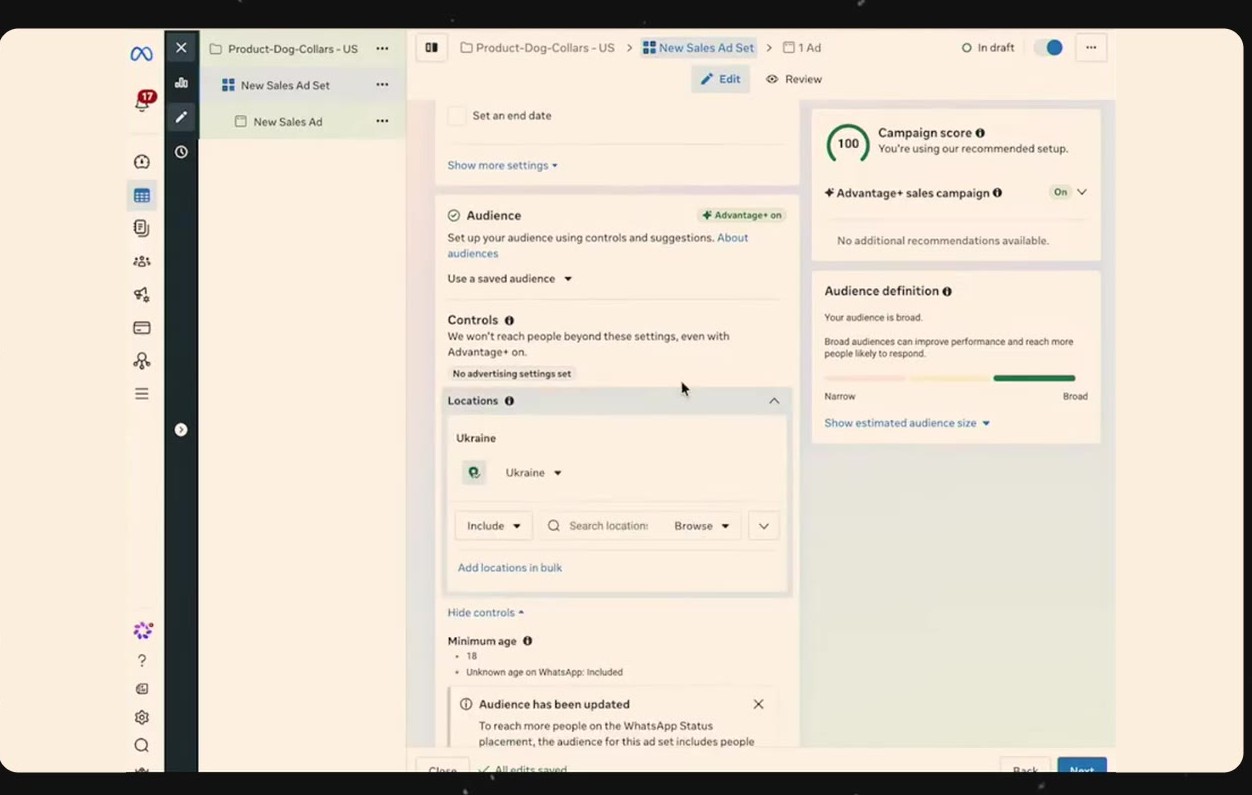 17
Product-Dog-Collars - US
New Sales Ad Set
New Sales Ad
Product-Dog-Collars - US > New Sales Ad Set > 1 Ad
In draft
Edit
Review
Set an end date
Show more settings
Audience
Advantage+ on
Set up your audience using controls and suggestions. About
audiences
Use a saved audience
Controls
We won't reach people beyond these settings, even with
Advantage+ on.
No advertising settings set
Locations
Ukraine
Ukraine
Include
Search location
Browse
Add locations in bulk
Hide controls
Minimum age
• 18
• Unknown age on WhatsApp: Included
Audience has been updated
To reach more people on the WhatsApp Status
placement, the audience for this ad set includes people
Close
All edits saved
Back
Next
100
Campaign score
You're using our recommended setup.
Advantage+ sales campaign
On
No additional recommendations available.
Audience definition
Your audience is broad.
Broad audiences can improve performance and reach more
people likely to respond.
Narrow
Broad
Show estimated audience size